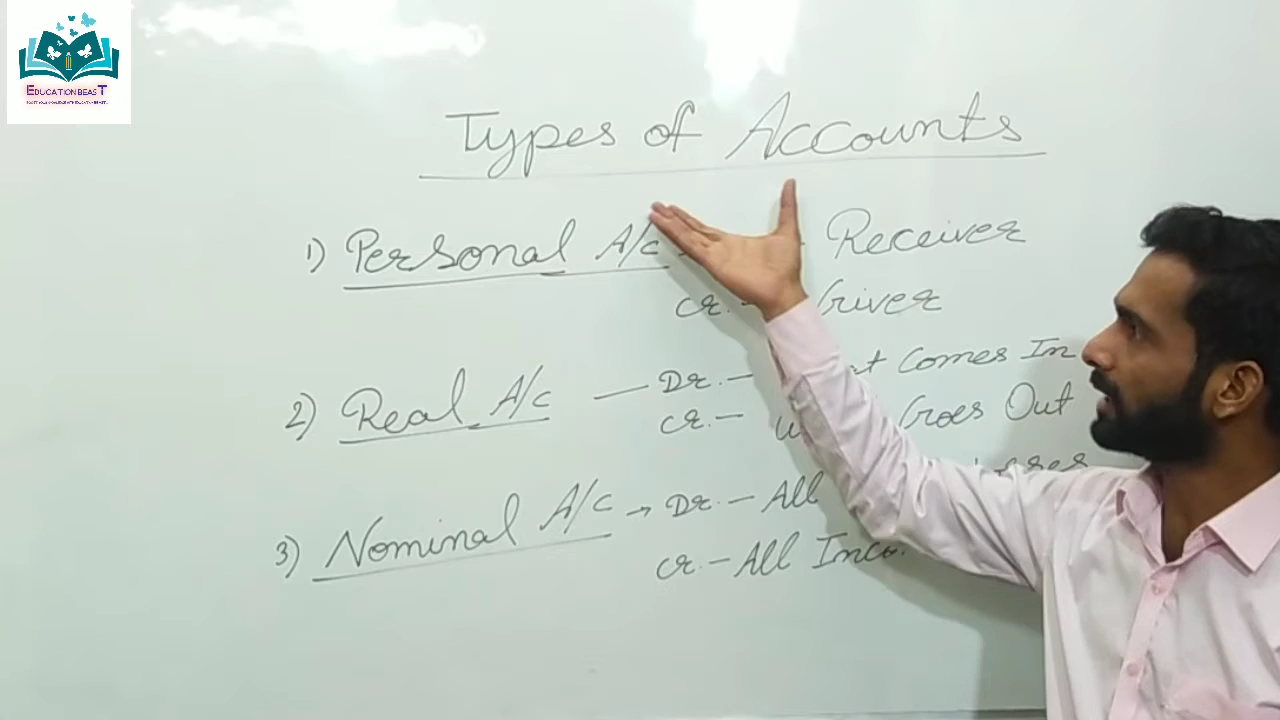 EDUCATIONBEAST
Types of Accounts
1) Personal A/c - Receiver
Cr. - Giver
2) Real A/c — Dr. - Comes In
Cr. - Goes Out
3) Nominal A/c → Dr. - All
Cr. - All